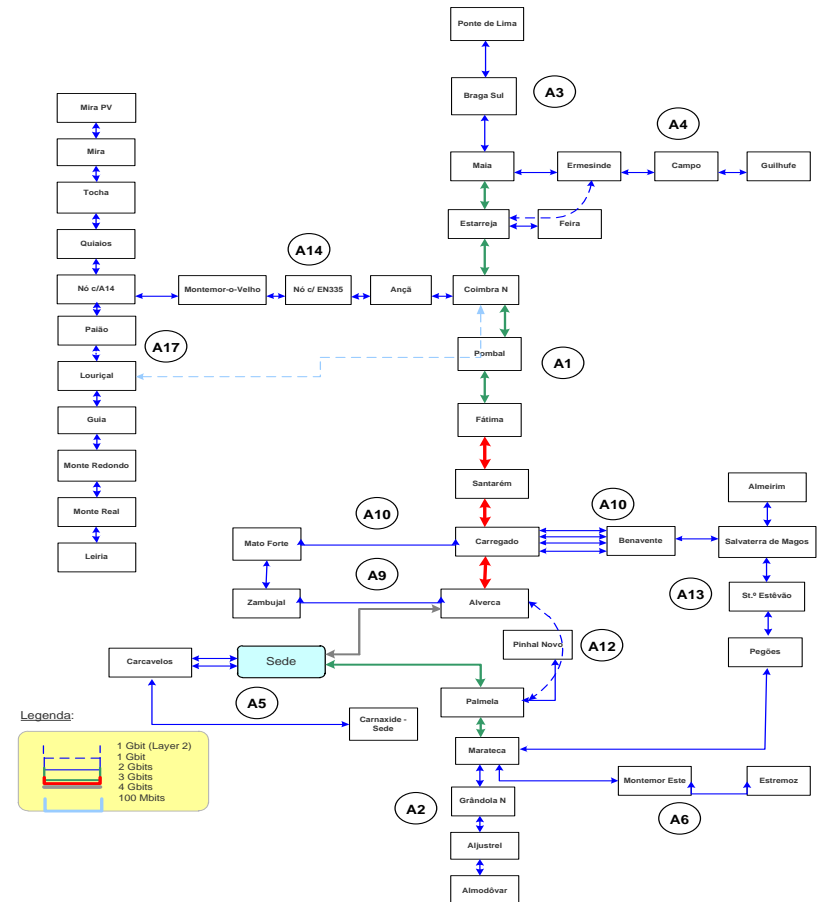 Ponte de Lima
Braga Sul
A3
Mira PV
A4
Mira
Maia
Ermesinde
Campo
Guilhufe
Tocha
Estarreja
Feira
Quiaios
A14
Nó c/A14
Montemor-o-Velho
Nó c/ EN335
Ançã
Coimbra N
Paião
A17
Pombal
A1
Louriçal
Guia
Fátima
Monte Redondo
Santarém
Almeirim
Monte Real
A10
A10
Leiria
Mato Forte
Carregado
Benavente
Salvaterra de Magos
A9
Zambujal
Alverca
A13
St.º Estêvão
Pinhal Novo
A12
Pegões
Carcavelos
Sede
A5
Palmela
Carnaxide -
Sede
Legenda:
Marateca
1 Gbit (Layer 2)
1 Gbit
2 Gbits
3 Gbits
4 Gbits
100 Mbits
Montemor Este
Estremoz
A2
Grândola N
A6
Aljustrel
Almodôvar